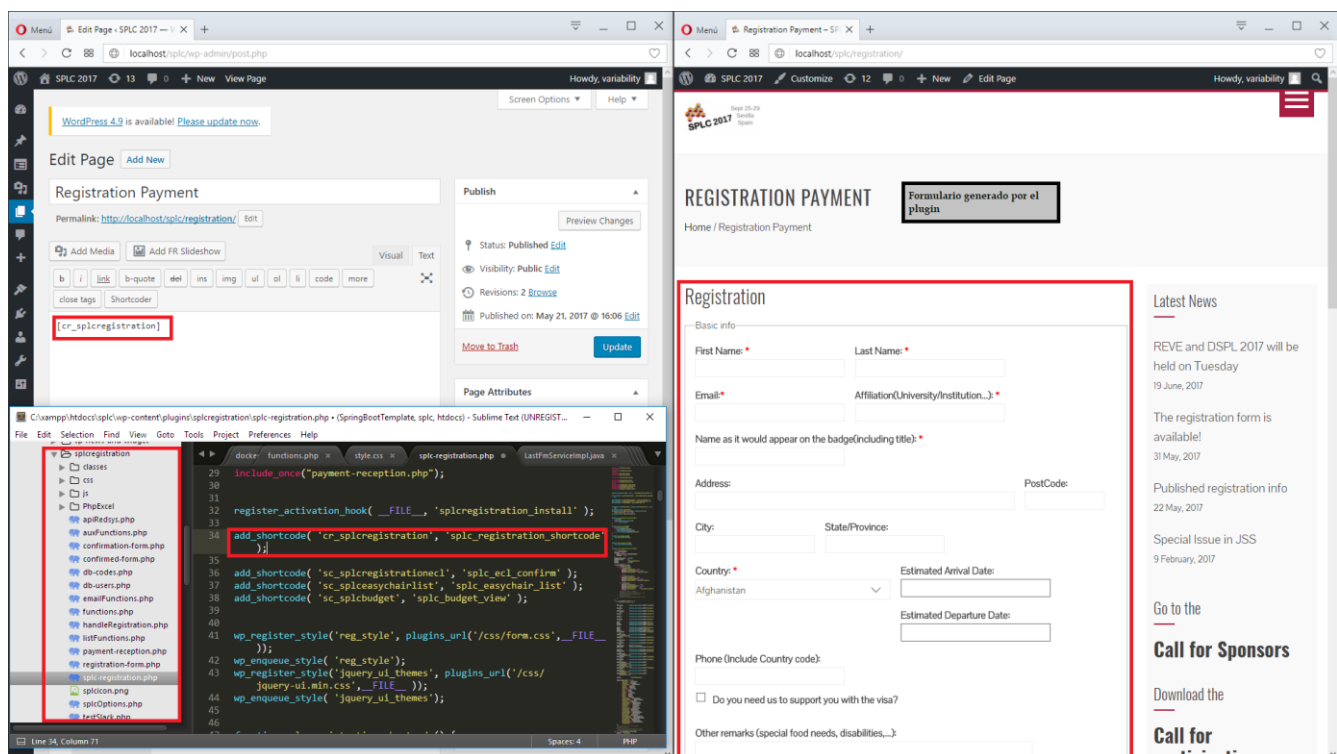 Menú
Edit Page ‹ SPLC 2017 —
localhost/splc/wp-admin/post.php
SPLC 2017 13 0 + New View Page Howdy, variability
Screen Options Help
WordPress 4.9 is available! Please update now.
Edit Page Add New
Registration Payment
Permalink: http://localhost/splc/registration/ Edit
Add Media Add FR Slideshow
Visual Text
b i link b-quote del ins img ul ol li code more
close tags Shortcoder
[cr_splcregistration]
Publish
Preview Changes
Status: Published Edit
Visibility: Public Edit
Revisions: 2 Browse
Published on: May 21, 2017 @ 16:06 Edit
Move to Trash Update
Page Attributes
C:\xampp\htdocs\splc\wp-content\plugins\splcregistration\splc-registration.php • (SpringBootTemplate, splc, htdocs) - Sublime Text (UNREGIST...
File Edit Selection Find View Goto Tools Project Preferences Help
splcregistration
classes
css
js
PhpExcel
apiRedsys.php
auxFunctions.php
confirmation-form.php
confirmed-form.php
db-codes.php
db-users.php
emailFunctions.php
functions.php
handleRegistration.php
listFunctions.php
payment-reception.php
registration-form.php
splc-registration.php
splcicon.png
splcOptions.php
testSlack.php
docke functions.php style.css splc-registration.php LastFmServiceImpl.java
29 include_once("payment-reception.php");
30
31
32 register_activation_hook( __FILE__, 'splcregistration_install' );
33
34 add_shortcode( 'cr_splcregistration', 'splc_registration_shortcode'
);
35
36 add_shortcode( 'sc_splcregistrationecl', 'splc_ecl_confirm' );
37 add_shortcode( 'sc_splceasychairlist', 'splc_easychair_list' );
38 add_shortcode( 'sc_splcbudget', 'splc_budget_view' );
39
40
41 wp_register_style('reg_style', plugins_url('/css/form.css',__FILE__
));
42 wp_enqueue_style( 'reg_style');
43 wp_register_style('jquery_ui_themes', plugins_url('/css/
jquery-ui.min.css',__FILE__ ));
44 wp_enqueue_style( 'jquery_ui_themes');
45
46
Line 34, Column 71 Spaces: 4 PHP
Menú
Registration Payment – SP
localhost/splc/registration/
SPLC 2017 Customize 12 0 + New Edit Page Howdy, variability
SPLC 2017
Sept 25-29
Sevilla
Spain
REGISTRATION PAYMENT
Home / Registration Payment
Formulario generado por el
plugin
Registration
Basic info
First Name: * Last Name: *
Email:* Affiliation(University/Institution...): *
Name as it would appear on the badge(including title): *
Address: PostCode:
City: State/Province:
Country: * Estimated Arrival Date:
Afghanistan
Estimated Departure Date:
Phone (Include Country code):
Do you need us to support you with the visa?
Other remarks (special food needs, disabilities,...):
Latest News
REVE and DSPL 2017 will be
held on Tuesday
19 June, 2017
The registration form is
available!
31 May, 2017
Published registration info
22 May, 2017
Special Issue in JSS
9 February, 2017
Go to the
Call for Sponsors
Download the
Call for